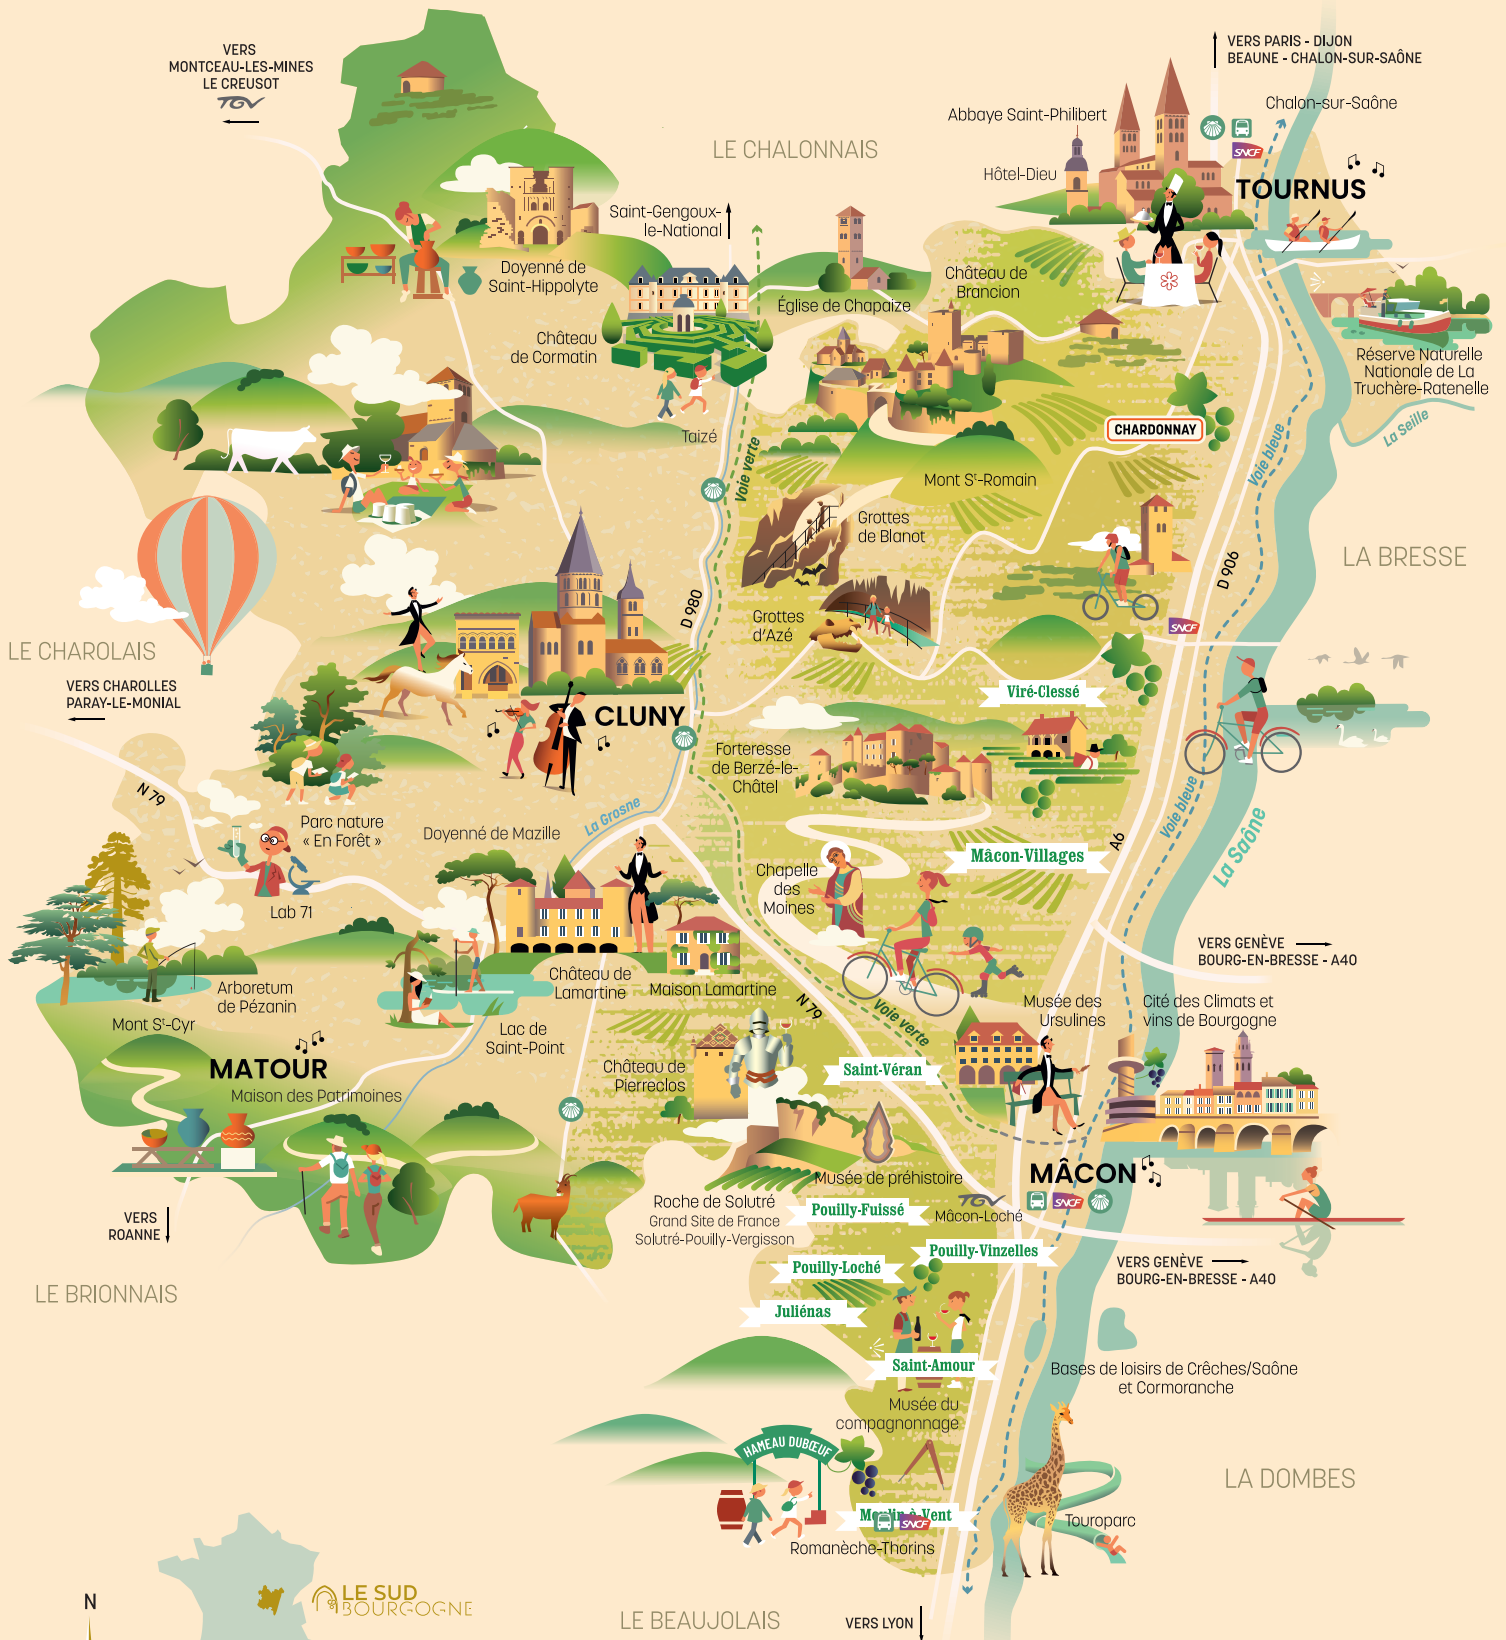 VERS
MONTCEAU-LES-MINES
LE CREUSOT
TGV
VERS PARIS - DIJON
BEAUNE - CHALON-SUR-SAÔNE
Chalon-sur-Saône
Abbaye Saint-Philibert
SNCF
LE CHALONNAIS
Hôtel-Dieu
TOURNUS
Saint-Gengoux-
le-National
Doyenné de
Saint-Hippolyte
Château de
Brancion
Église de Chapaize
Château
de Cormatin
Réserve Naturelle
Nationale de La
Truchère-Ratenelle
La Seille
Taizé
CHARDONNAY
Voie verte
Voie bleue
Mont St-Romain
Grottes
de Blanot
LA BRESSE
D 906
D 980
Grottes
d'Azé
SNCF
LE CHAROLAIS
VERS CHAROLLES
PARAY-LE-MONIAL
Viré-Clessé
CLUNY
Forteresse
de Berzé-le-
Châtel
N 79
Parc nature
« En Forêt »
La Grosne
Doyenné de Mazille
Voie bleue
A6
La Saône
Mâcon-Villages
Chapelle
des
Moines
Lab 71
VERS GENÈVE
BOURG-EN-BRESSE - A40
Château de
Lamartine
Maison Lamartine
Arboretum
de Pézanin
N 79
Voie verte
Musée des
Ursulines
Cité des Climats et
vins de Bourgogne
Mont St-Cyr
Lac de
Saint-Point
MATOUR
Maison des Patrimoines
Château de
Pierreclos
Saint-Véran
Musée de préhistoire
MÂCON
SNCF
Roche de Solutré
Grand Site de France
Solutré-Pouilly-Vergisson
Pouilly-Fuissé
TGV
Mâcon-Loché
VERS
ROANNE
Pouilly-Vinzelles
Pouilly-Loché
VERS GENÈVE
BOURG-EN-BRESSE - A40
LE BRIONNAIS
Juliénas
Saint-Amour
Bases de loisirs de Crêches/Saône
et Cormoranche
Musée du
compagnonnage
HAMEAU DUBŒUF
LA DOMBES
Moulin-à-Vent
SNCF
Touroparc
Romanèche-Thorins
N
LE SUD
BOURGOGNE
LE BEAUJOLAIS
VERS LYON